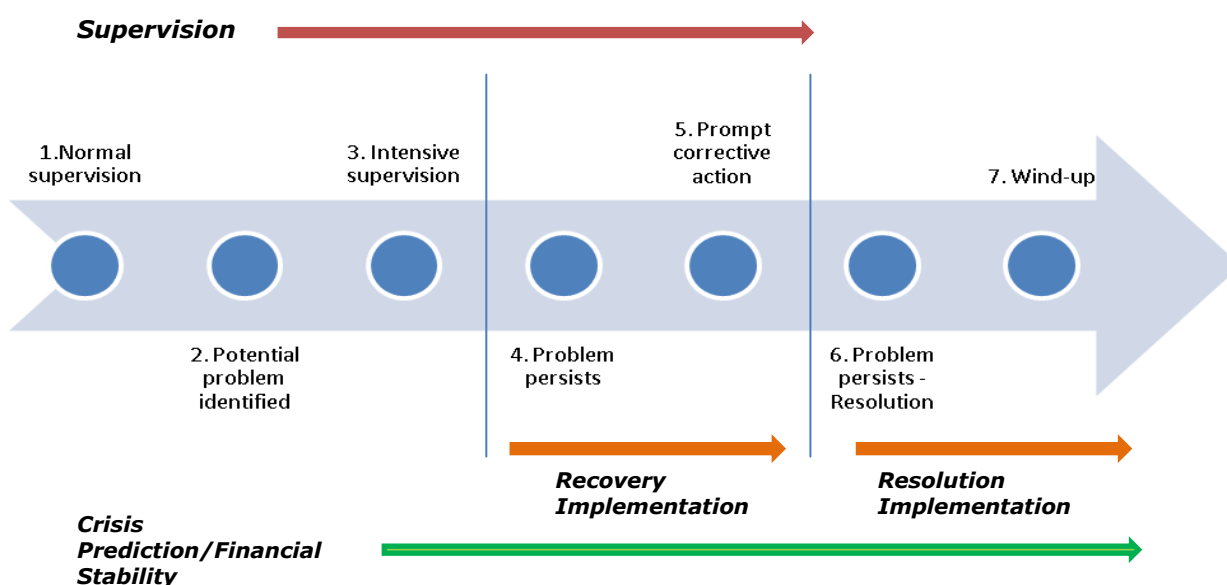 Supervision
1.Normal
supervision
3. Intensive
supervision
5. Prompt
corrective
action
7. Wind-up
2. Potential
problem
identified
4. Problem
persists
6. Problem
persists -
Resolution
Recovery
Implementation
Resolution
Implementation
Crisis
Prediction/Financial
Stability